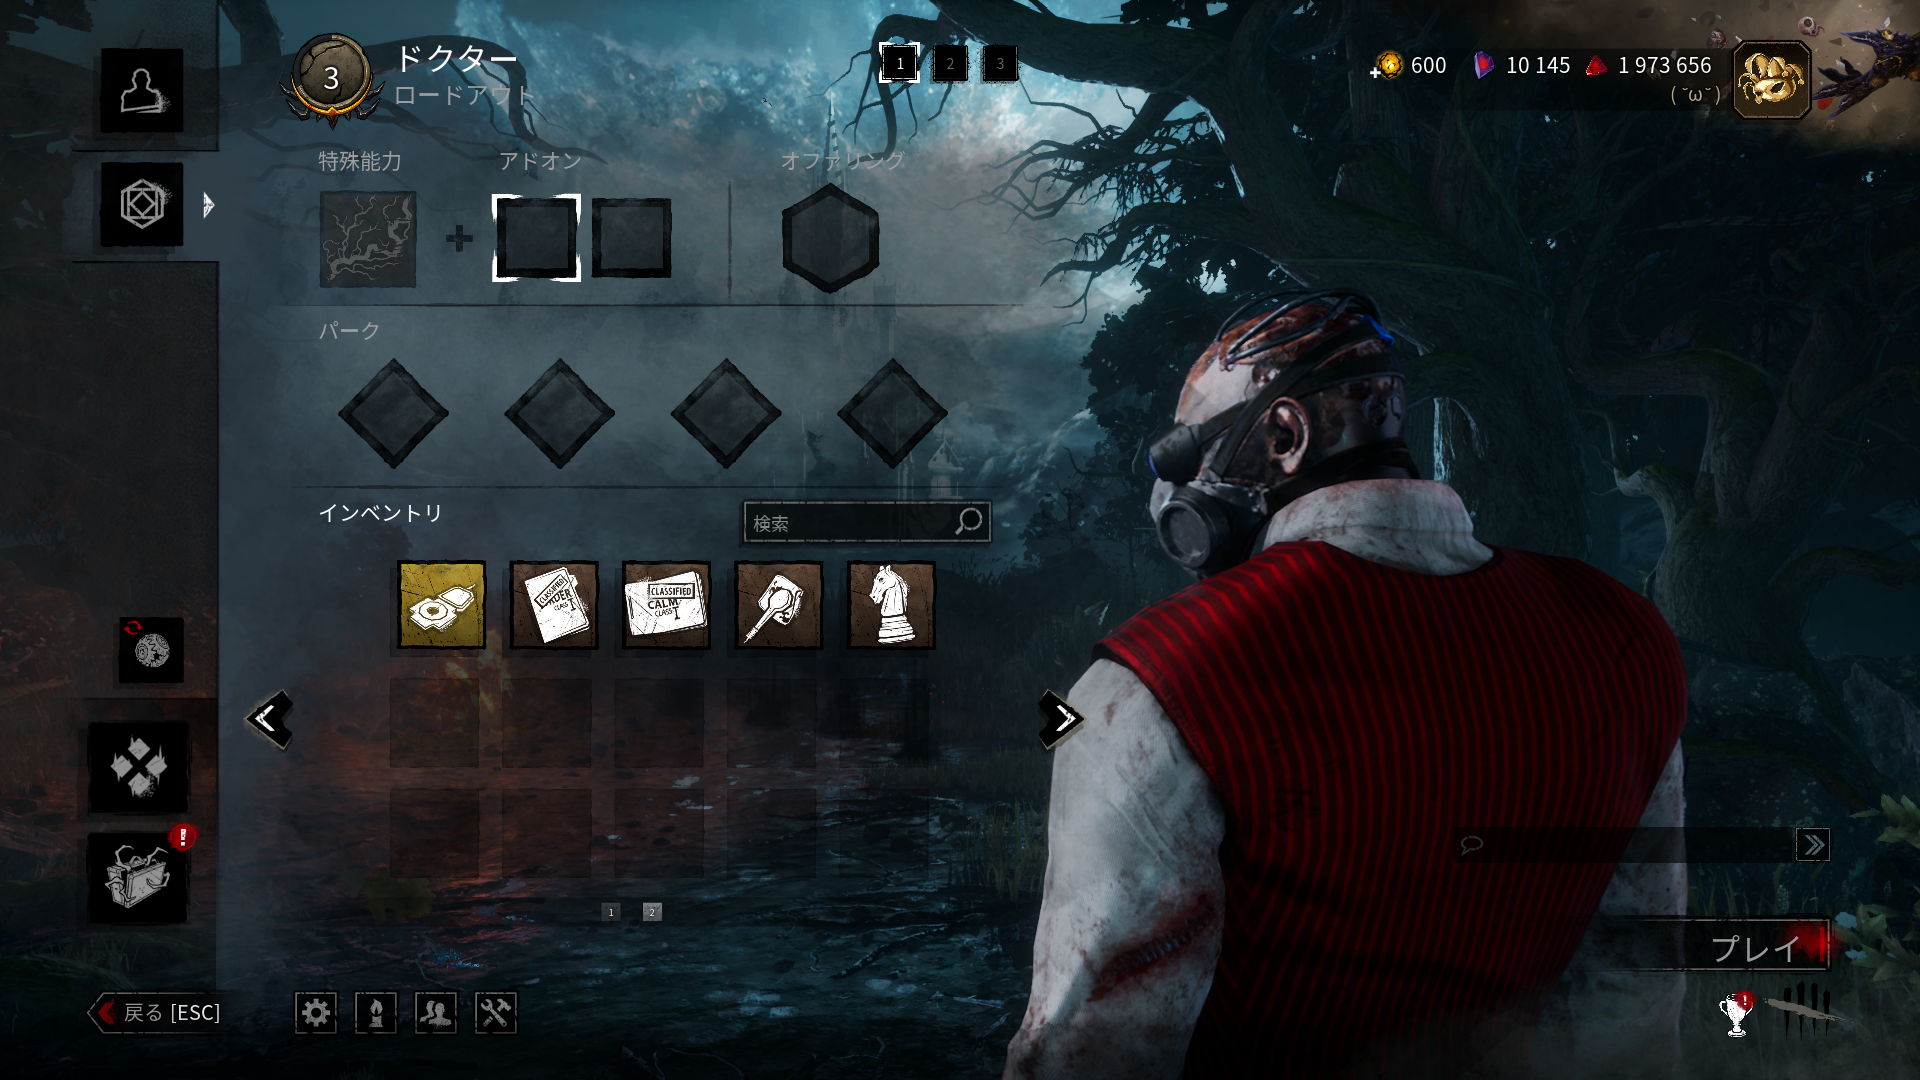 3
ドクター
ロードアウト
1 2 3
600 10 145 1 973 656
( ˘ω˘ )
特殊能力 アドオン オファリング
パーク
インベントリ
検索
CLASSIFIED
CLASS I
CLASSIFIED
CALM
CLASS I
1 2
プレイ
戻る [ESC]